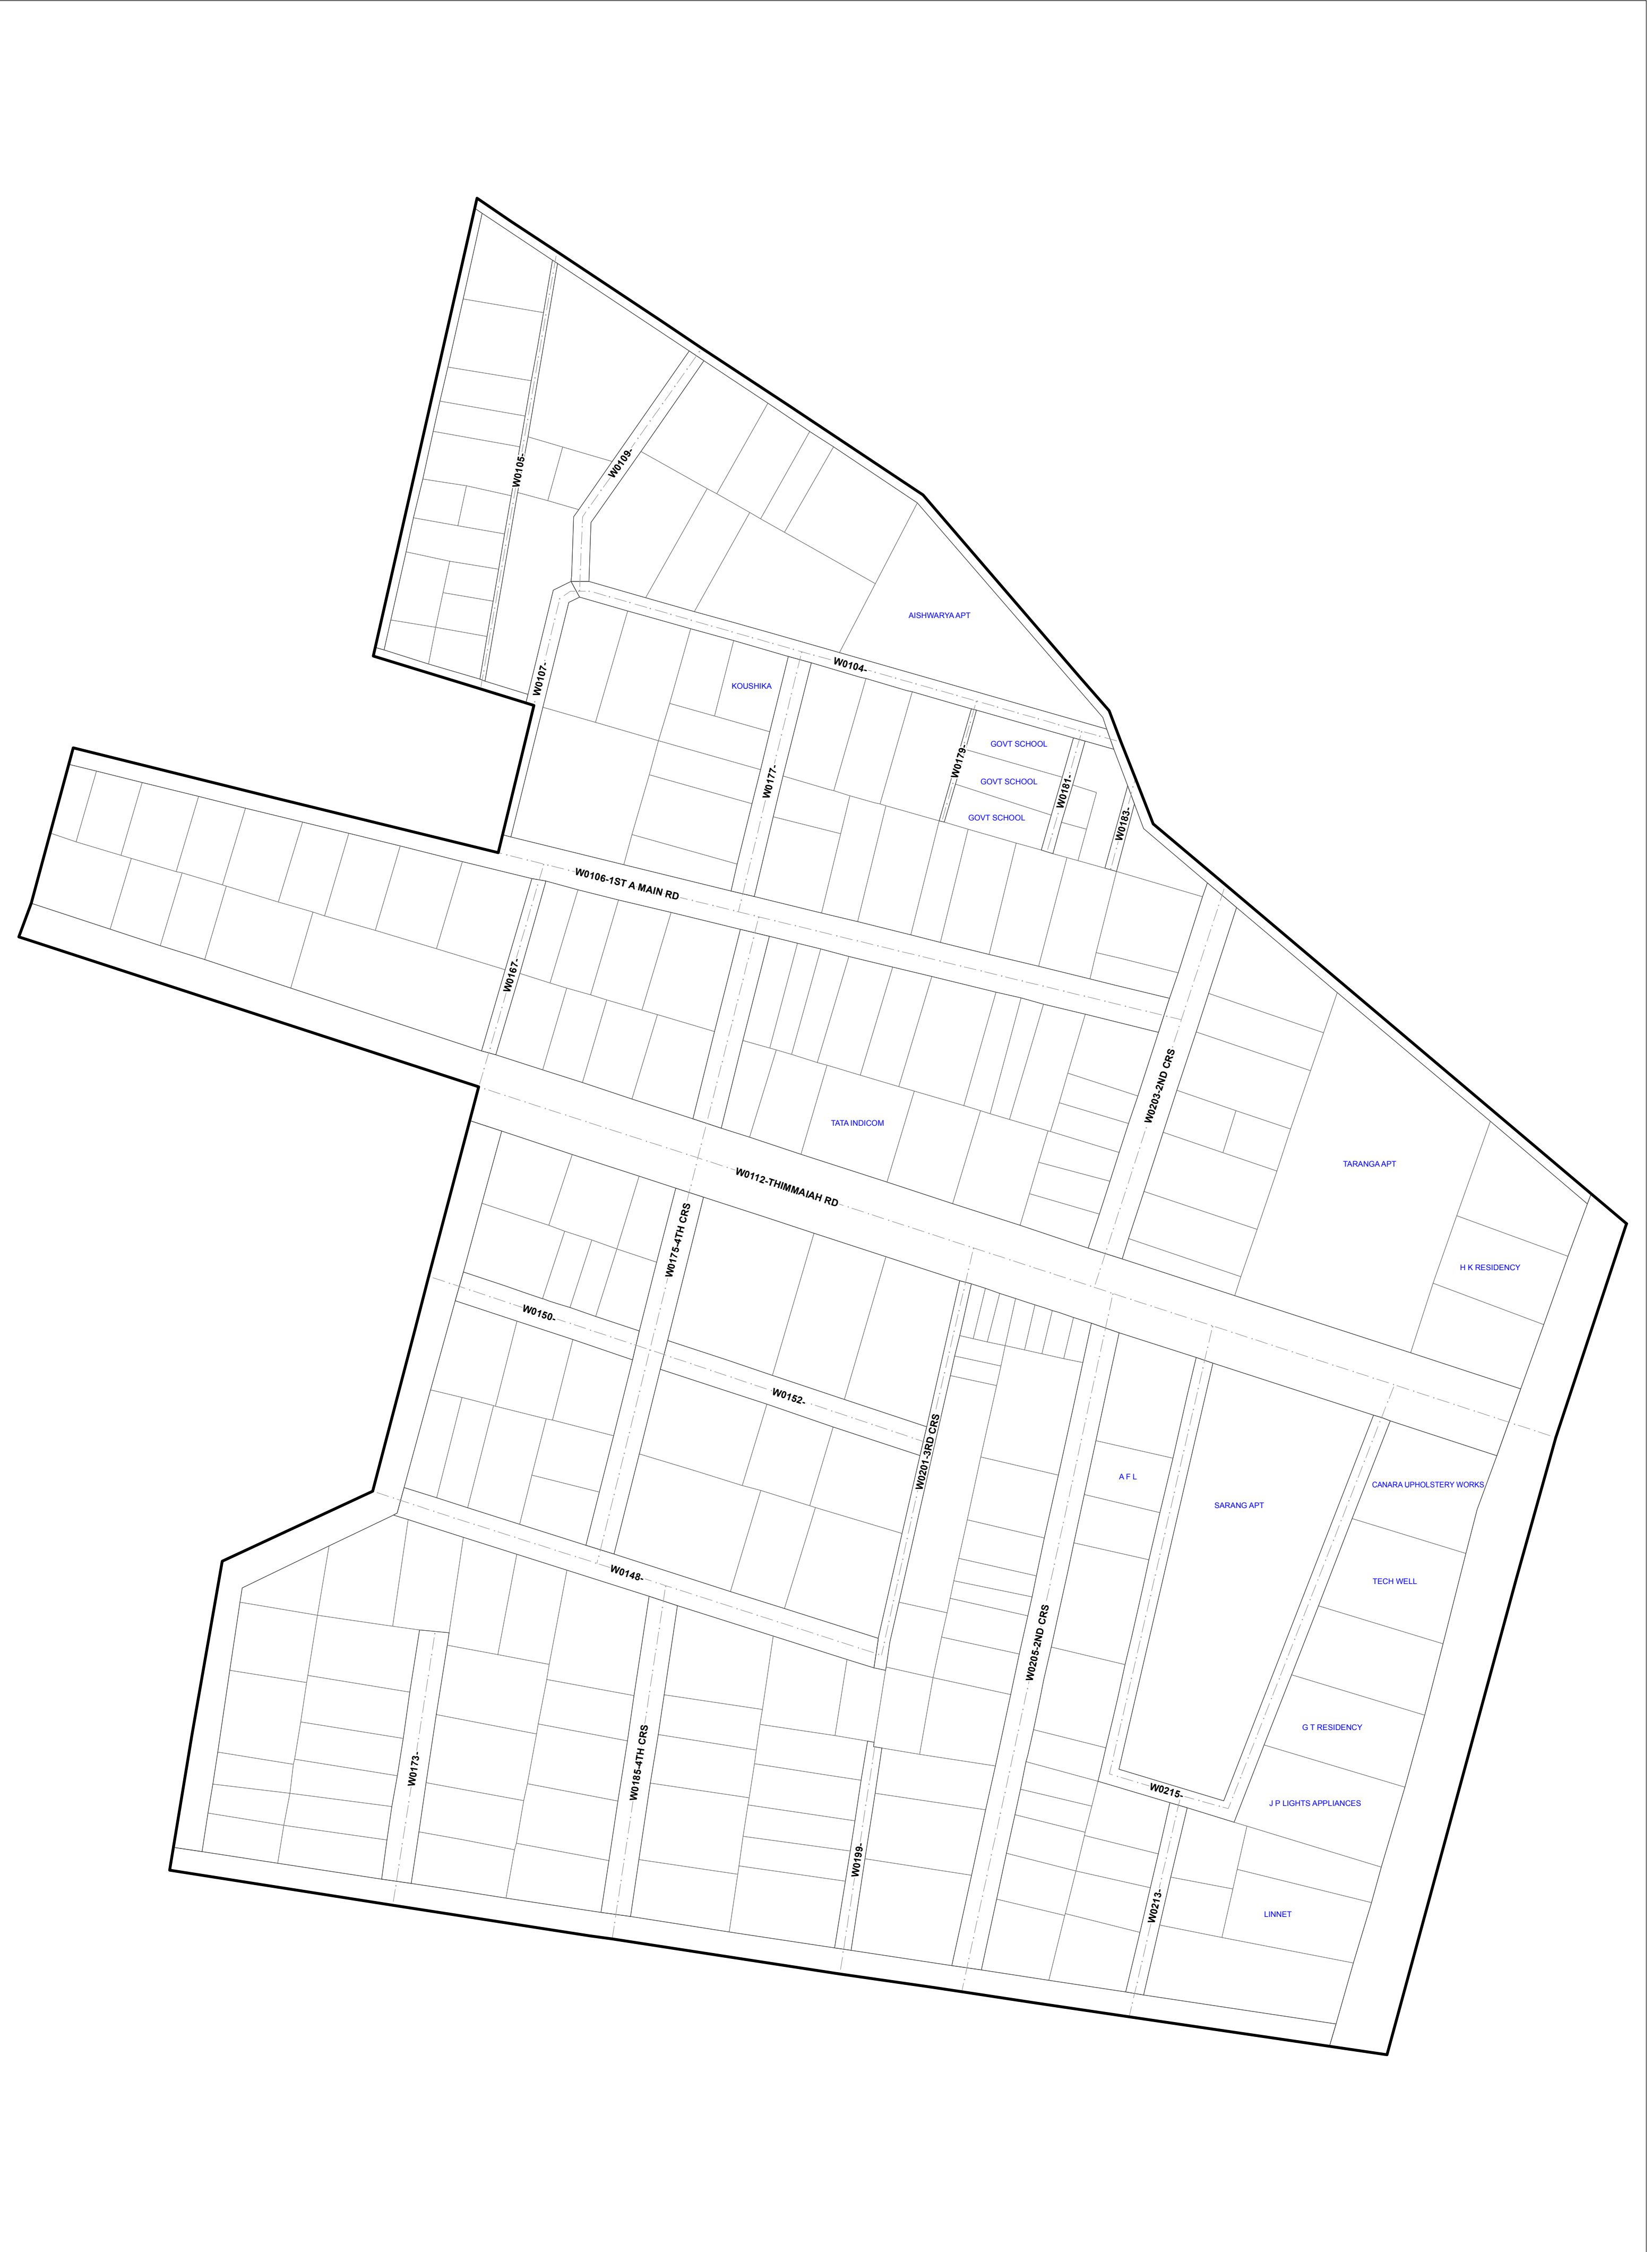 W0105-
W0109-
AISHWARYA APT
W0104-
W0107-
KOUSHIKA
GOVT SCHOOL
W0179-
W0177-
GOVT SCHOOL
W0181-
GOVT SCHOOL
W0183-
W0106-1ST A MAIN RD
W0167-
W0203-2ND CRS
TATA INDICOM
TARANGA APT
W0112-THIMMAIAH RD
W0175-4TH CRS
H K RESIDENCY
W0150-
W0152-
W0201-3RD CRS
A F L
CANARA UPHOLSTERY WORKS
SARANG APT
W0148-
TECH WELL
W0205-2ND CRS
G T RESIDENCY
W0173-
W0185-4TH CRS
W0215-
J P LIGHTS APPLIANCES
W0199-
W0213-
LINNET